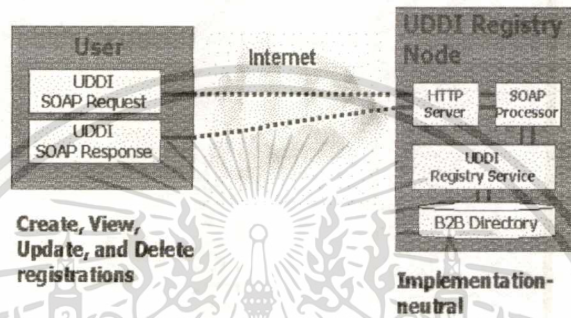 User
UDDI
SOAP Request
UDDI
SOAP Response
Create, View,
Update, and Delete
registrations
Internet
UDDI Registry
Node
HTTP
Server
SOAP
Processor
UDDI
Registry Service
B2B Directory
Implementation-
neutral